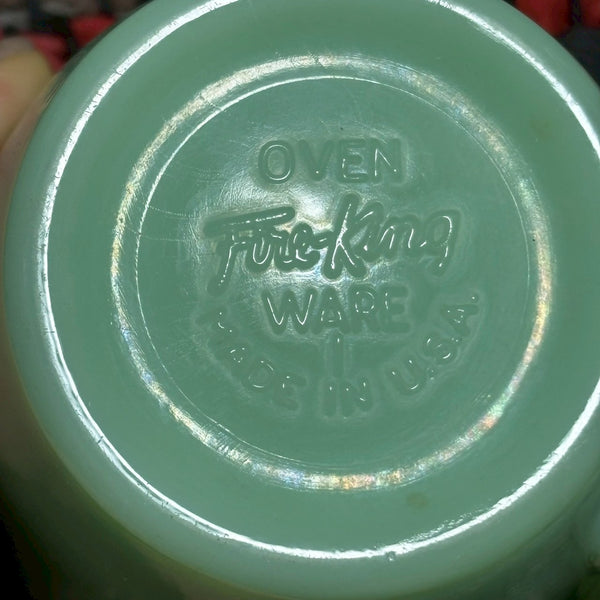 OVEN
Fire-King
WARE
1
MADE IN U.S.A.